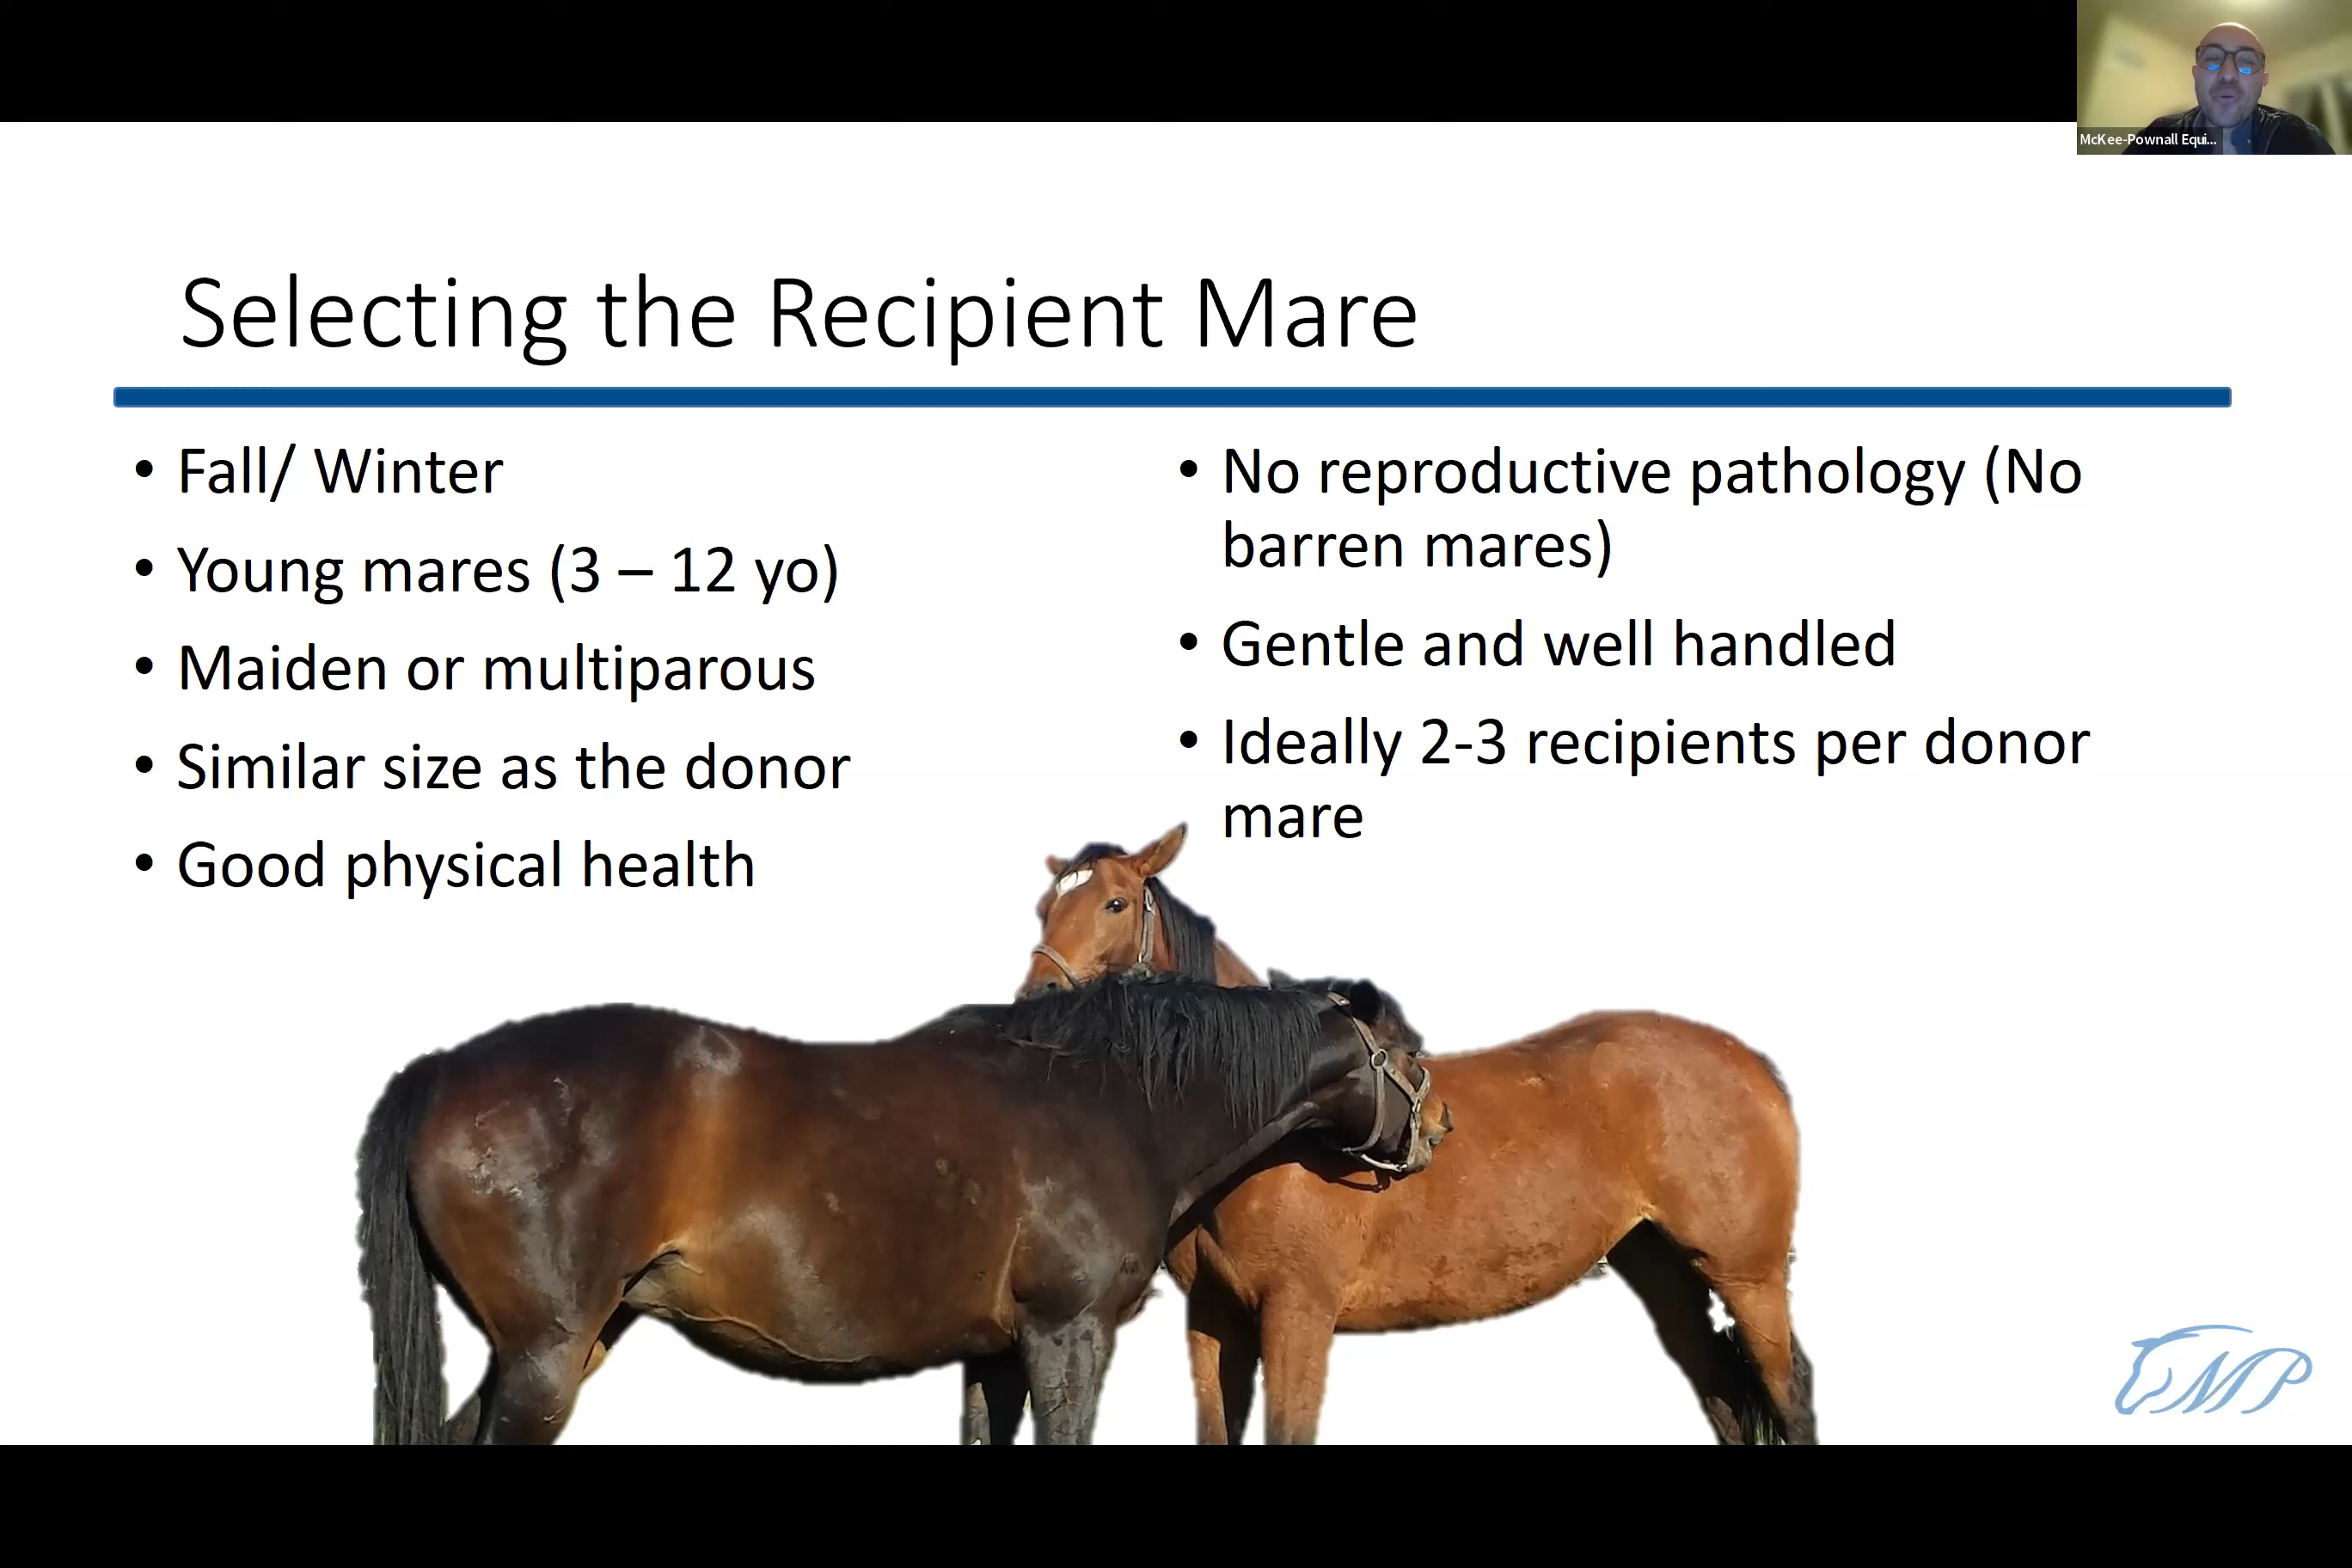 McKee-Pownall Equi...
Selecting the Recipient Mare
• Fall/ Winter
• Young mares (3 – 12 yo)
• Maiden or multiparous
• Similar size as the donor
• Good physical health
• No reproductive pathology (No
barren mares)
• Gentle and well handled
• Ideally 2-3 recipients per donor
mare
MP